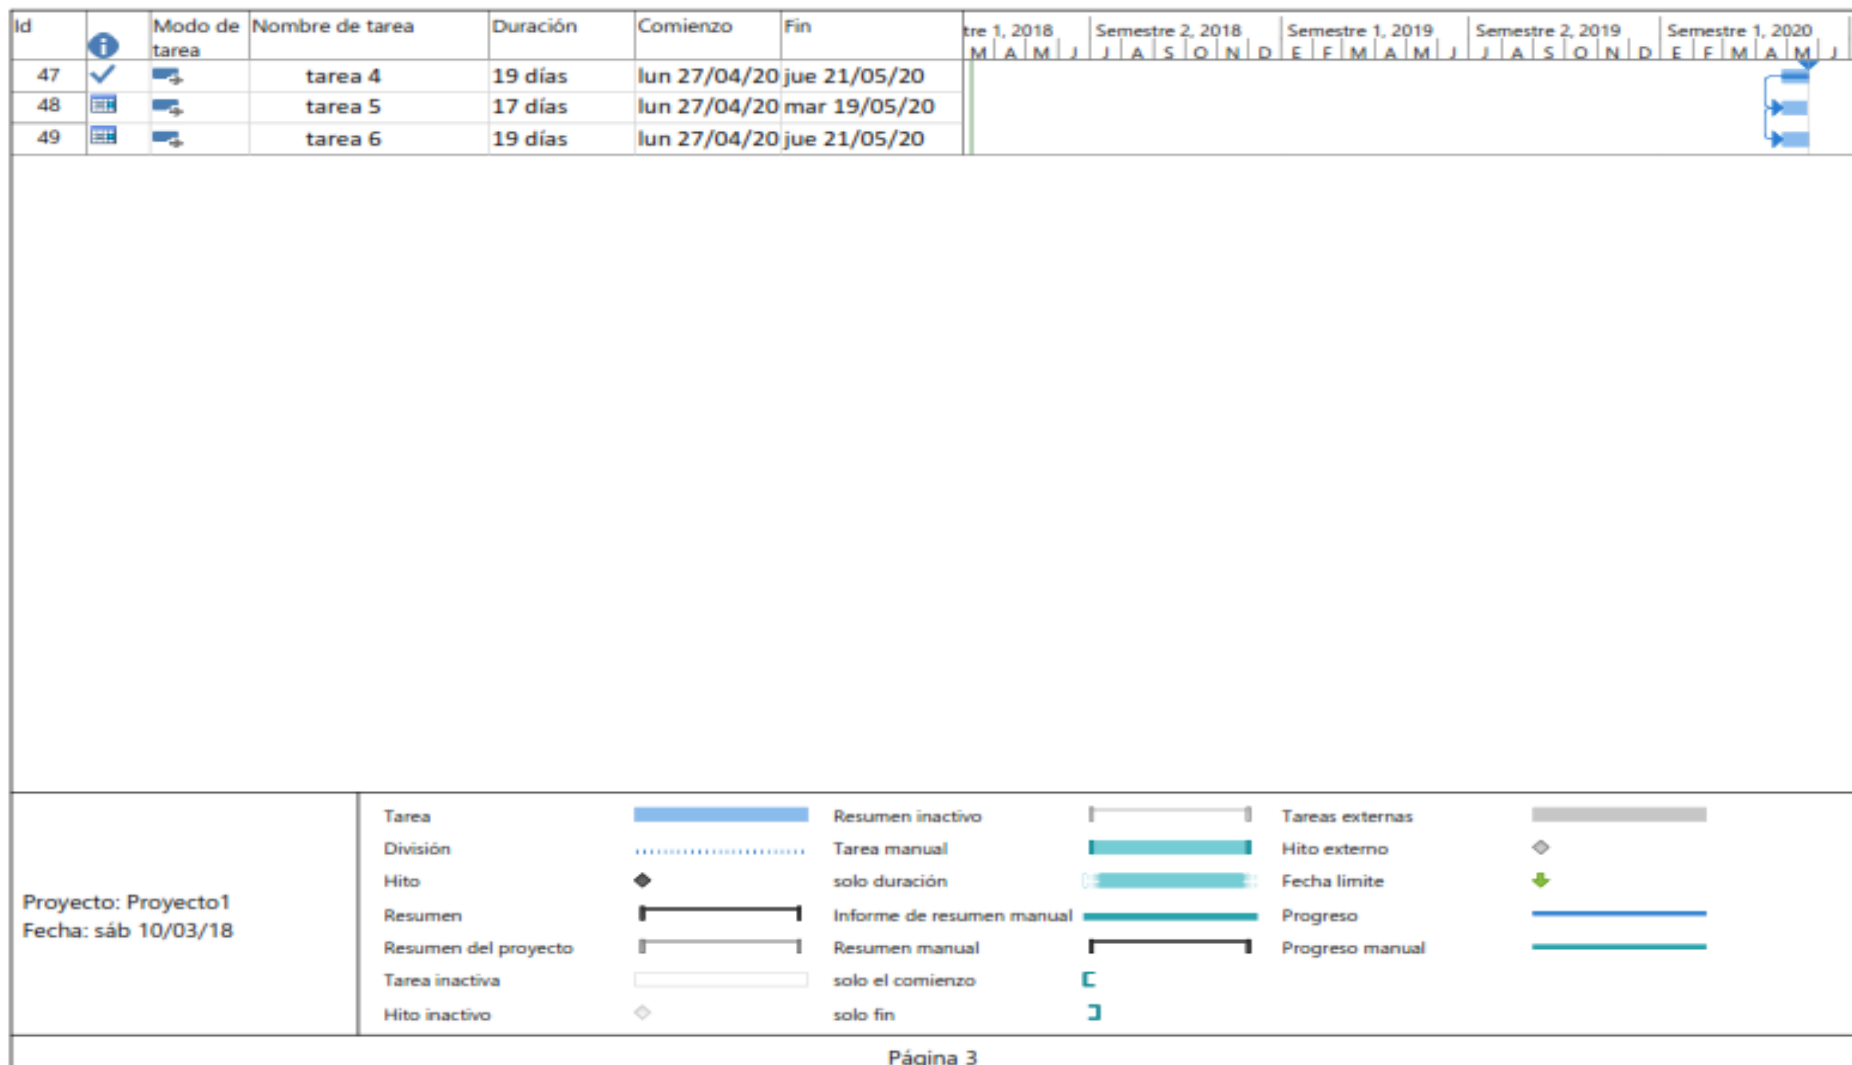 Id Modo de tarea Nombre de tarea Duración Comienzo Fin
tre 1, 2018 Semestre 2, 2018 Semestre 1, 2019 Semestre 2, 2019 Semestre 1, 2020
M A M J J A S O N D E F M A M J J A S O N D E F M A M J
47 tarea 4 19 días lun 27/04/20 jue 21/05/20
48 tarea 5 17 días lun 27/04/20 mar 19/05/20
49 tarea 6 19 días lun 27/04/20 jue 21/05/20
Proyecto: Proyecto1
Fecha: sáb 10/03/18
Tarea
División
Hito
Resumen
Resumen del proyecto
Tarea inactiva
Hito inactivo
Resumen inactivo
Tarea manual
solo duración
Informe de resumen manual
Resumen manual
solo el comienzo
solo fin
Tareas externas
Hito externo
Fecha límite
Progreso
Progreso manual
Página 3